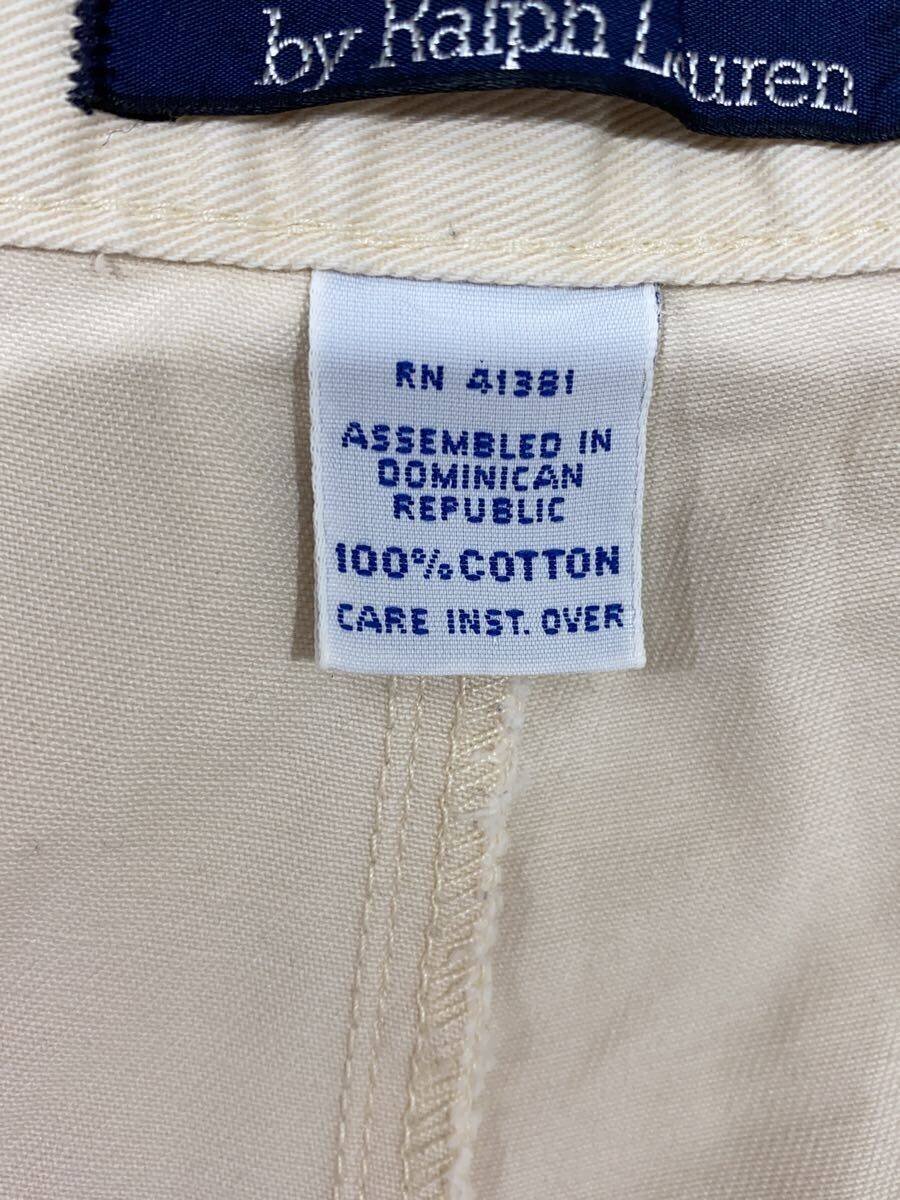 by Ralph Lauren
RN 41381
ASSEMBLED IN
DOMINICAN
REPUBLIC
100% COTTON
CARE INST. OVER